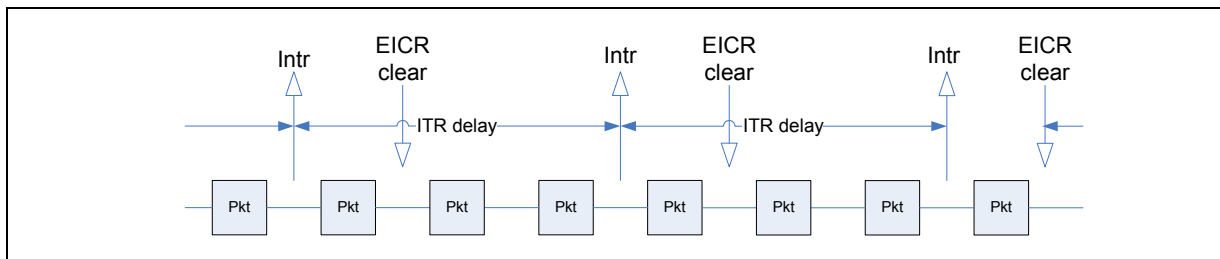 Intr
EICR
clear
Intr
EICR
clear
Intr
EICR
clear
ITR delay
ITR delay
Pkt
Pkt
Pkt
Pkt
Pkt
Pkt
Pkt
Pkt